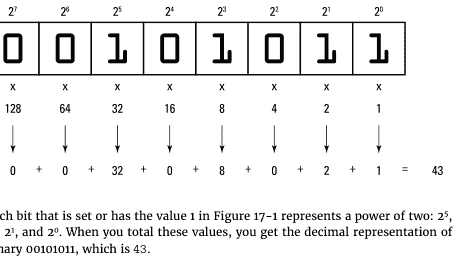 2⁷ 2⁶ 2⁵ 2⁴ 2³ 2² 2¹ 2⁰
0 0 1 0 1 0 1 1
x x x x x x x x
128 64 32 16 8 4 2 1
0 + 0 + 32 + 0 + 8 + 0 + 2 + 1 = 43
ch bit that is set or has the value 1 in Figure 17-1 represents a power of two: 2⁵,
2¹, and 2⁰. When you total these values, you get the decimal representation of
nary 00101011, which is 43.